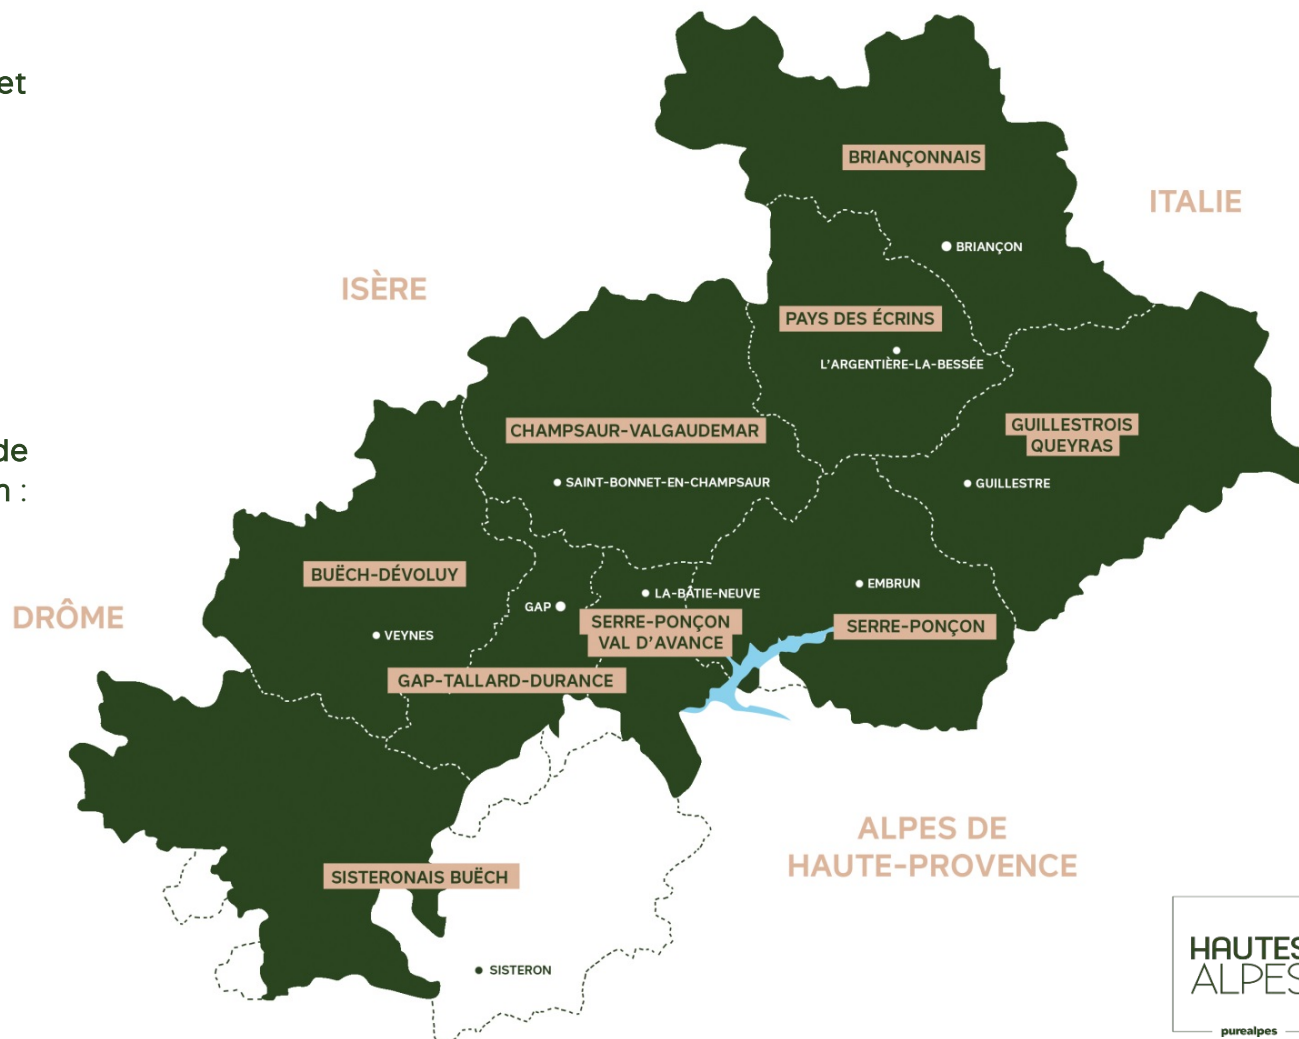 et
BRIANÇONNAIS
ITALIE
BRIANÇON
ISÈRE
PAYS DES ÉCRINS
L'ARGENTIÈRE-LA-BESSÉE
CHAMPSAUR-VALGAUDEMAR
GUILLESTROIS
QUEYRAS
de
SAINT-BONNET-EN-CHAMPSAUR
GUILLESTRE
n :
BUËCH-DÉVOLUY
EMBRUN
LA-BÂTIE-NEUVE
GAP
DRÔME
SERRE-PONÇON
VAL D'AVANCE
SERRE-PONÇON
VEYNES
GAP-TALLARD-DURANCE
ALPES DE
HAUTE-PROVENCE
SISTERONAIS BUËCH
SISTERON
HAUTES
ALPES
purealpes